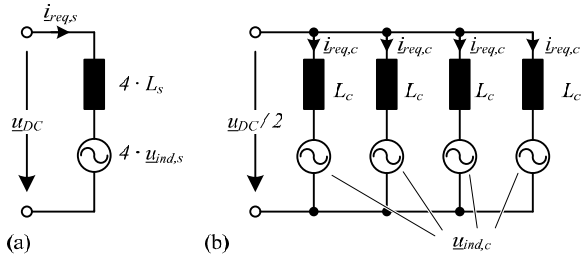 i_req,s
4 · L_s
u_DC
4 · u_ind,s
(a)
i_req,c i_req,c i_req,c i_req,c
L_c L_c L_c L_c
u_DC / 2
u_ind,c
(b)